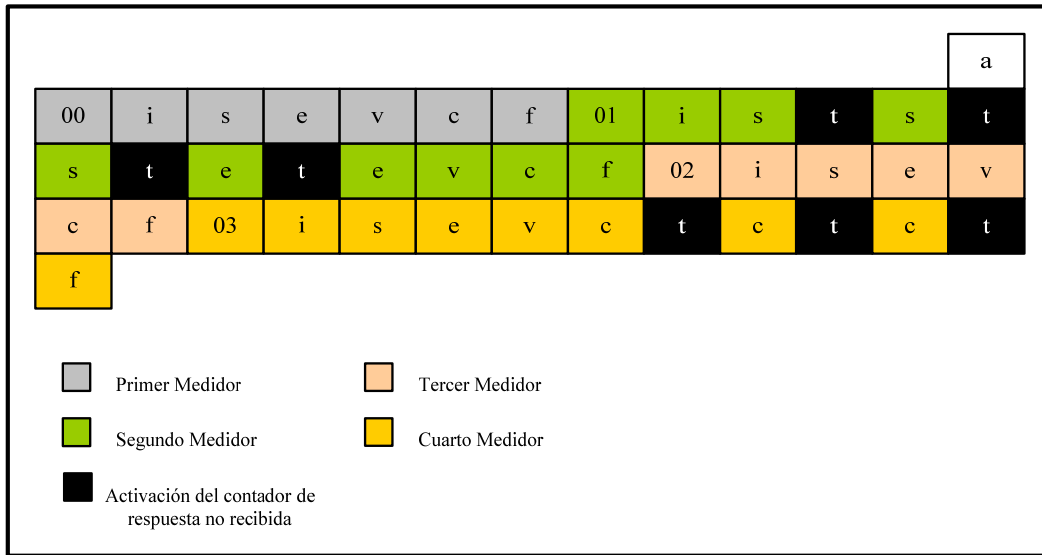 a
00 i s e v c f 01 i s t s t
s t e t e v c f 02 i s e v
c f 03 i s e v c t c t c t
f
Primer Medidor
Tercer Medidor
Segundo Medidor
Cuarto Medidor
Activación del contador de
respuesta no recibida